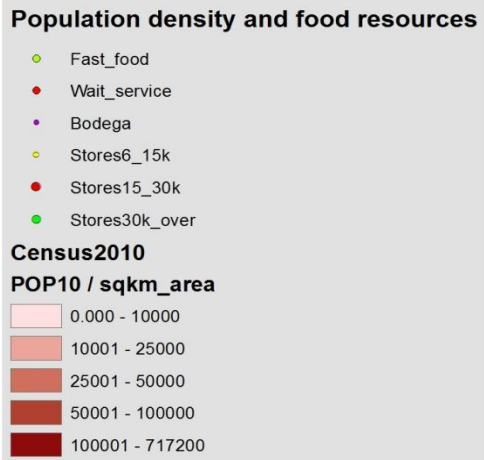 Population density and food resources
Fast_food
Wait_service
Bodega
Stores6_15k
Stores15_30k
Stores30k_over
Census2010
POP10 / sqkm_area
0.000 - 10000
10001 - 25000
25001 - 50000
50001 - 100000
100001 - 717200